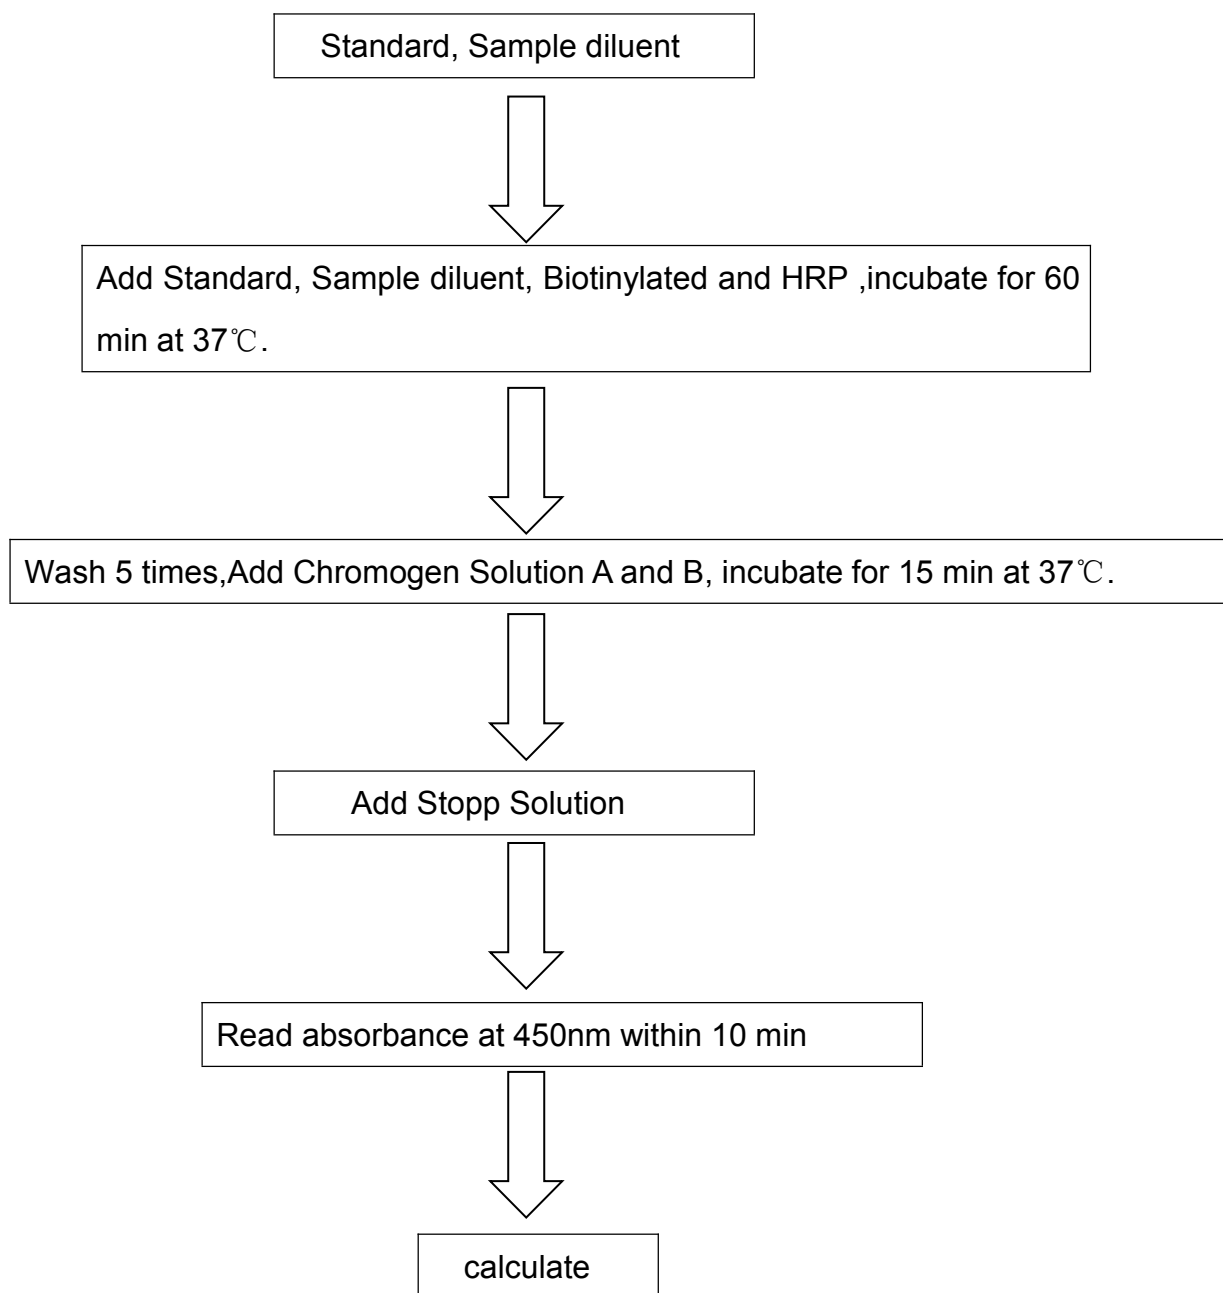 Standard, Sample diluent
Add Standard, Sample diluent, Biotinylated and HRP ,incubate for 60
min at 37℃.
Wash 5 times,Add Chromogen Solution A and B, incubate for 15 min at 37℃.
Add Stopp Solution
Read absorbance at 450nm within 10 min
calculate